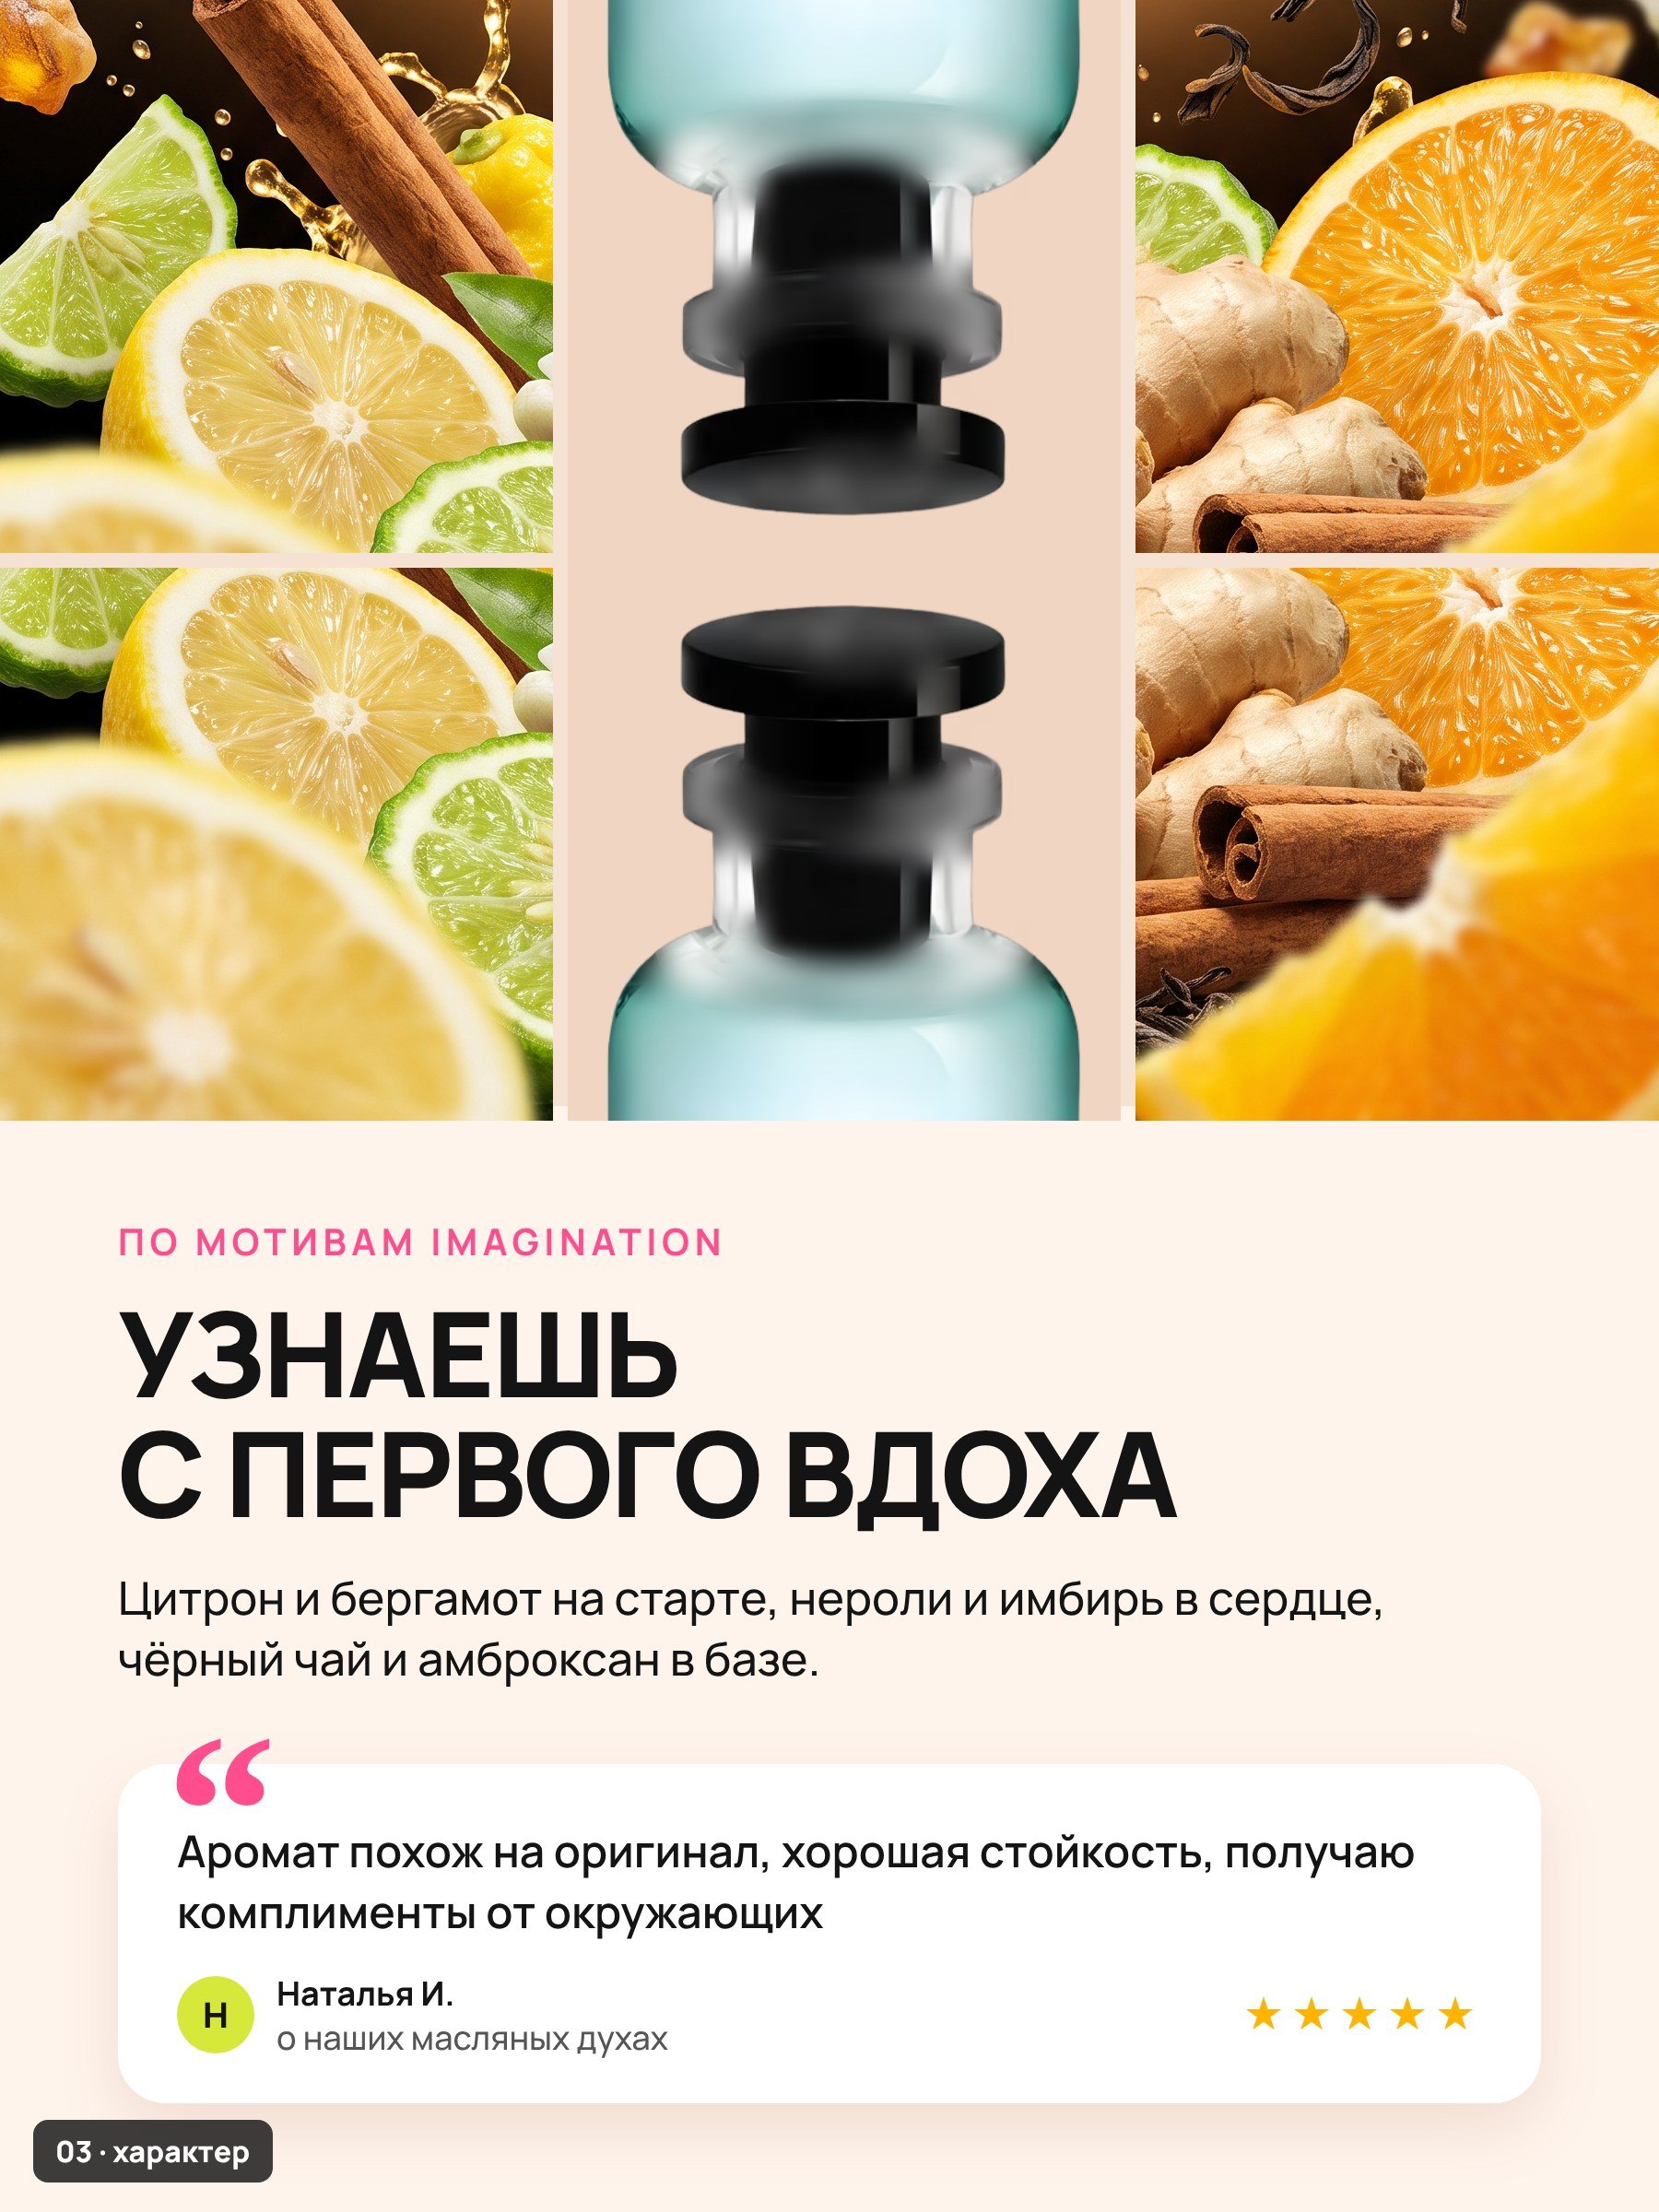 ПО МОТИВАМ IMAGINATION
УЗНАЕШЬ
С ПЕРВОГО ВДОХА
Цитрон и бергамот на старте, нероли и имбирь в сердце,
чёрный чай и амброксан в базе.
“
Аромат похож на оригинал, хорошая стойкость, получаю
комплименты от окружающих
Н
Наталья И.
о наших масляных духах
★★★★★
03 · характер